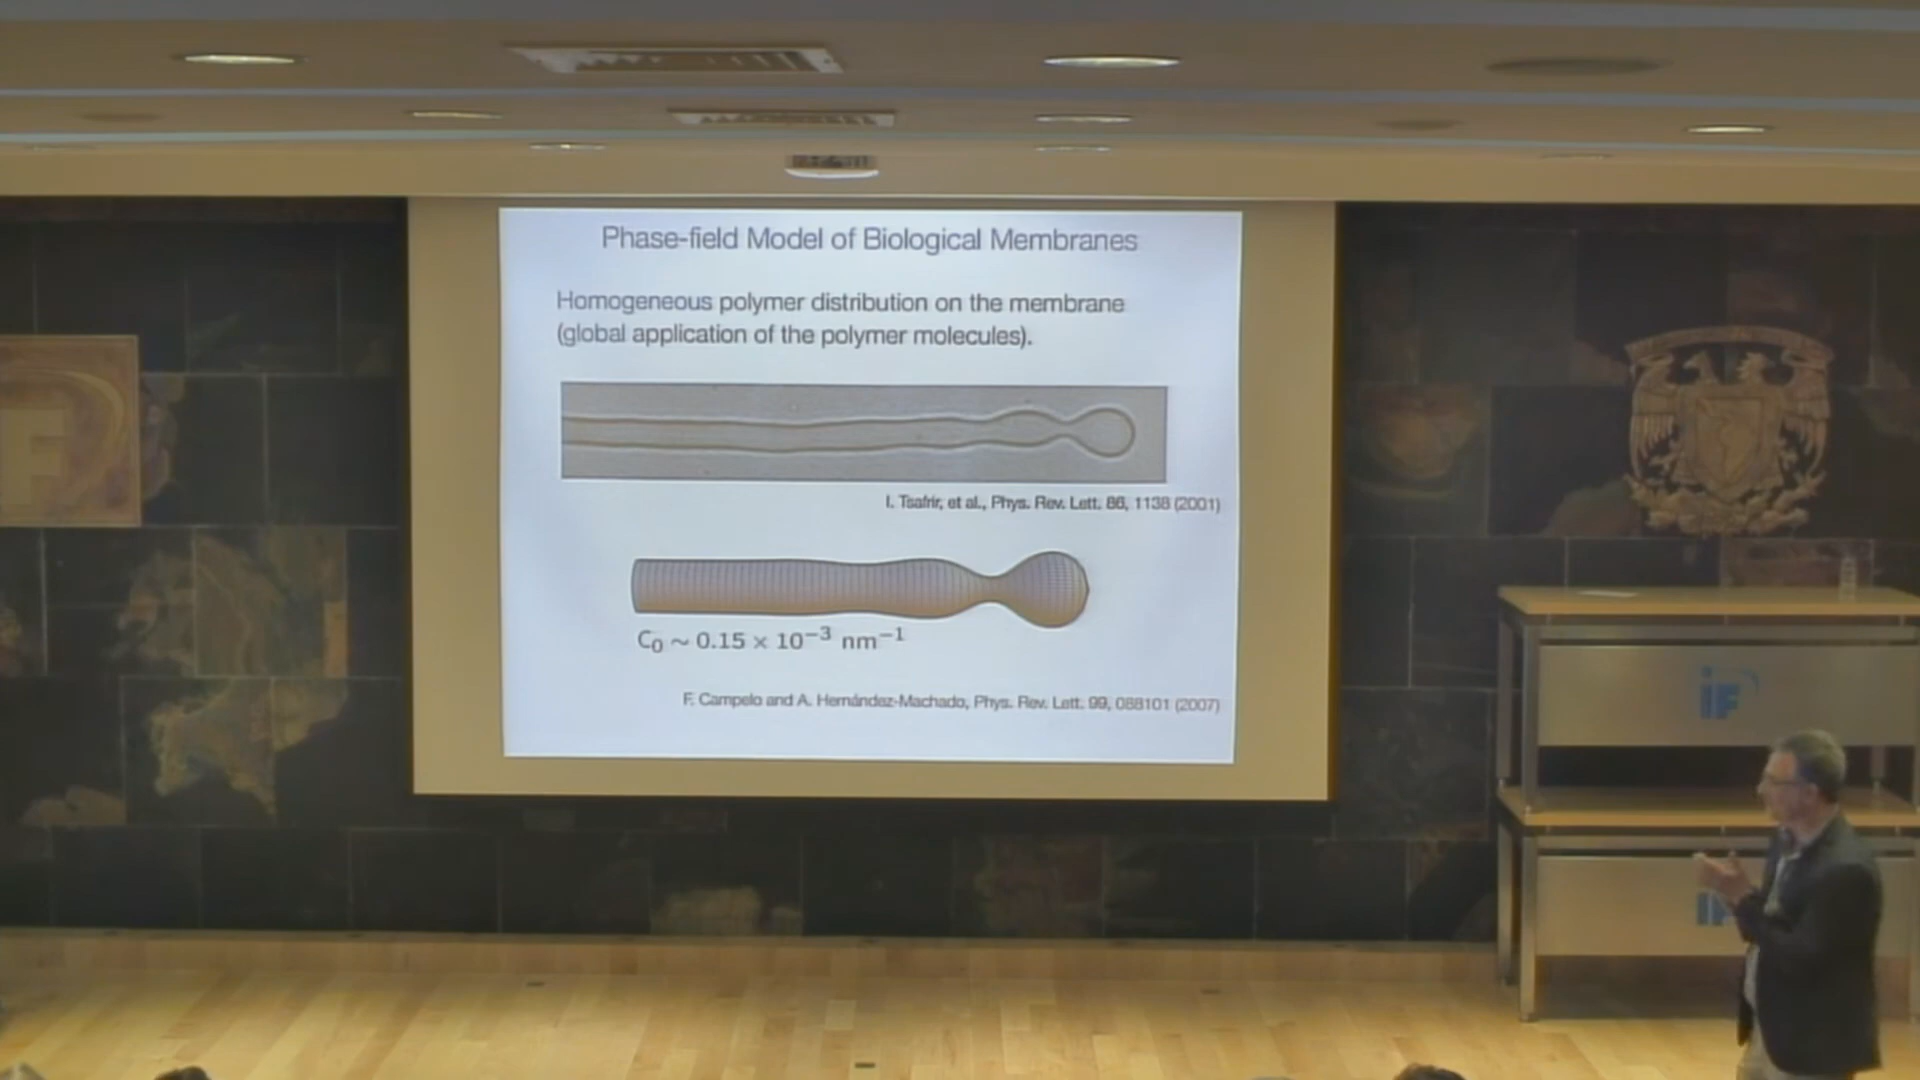 Phase-field Model of Biological Membranes
Homogeneous polymer distribution on the membrane
(global application of the polymer molecules).
I. Tsafrir, et al., Phys. Rev. Lett. 86, 1138 (2001)
C₀ ~ 0.15 × 10⁻³ nm⁻¹
F. Campelo and A. Hernández-Machado, Phys. Rev. Lett. 99, 088101 (2007)
F
iF
iF